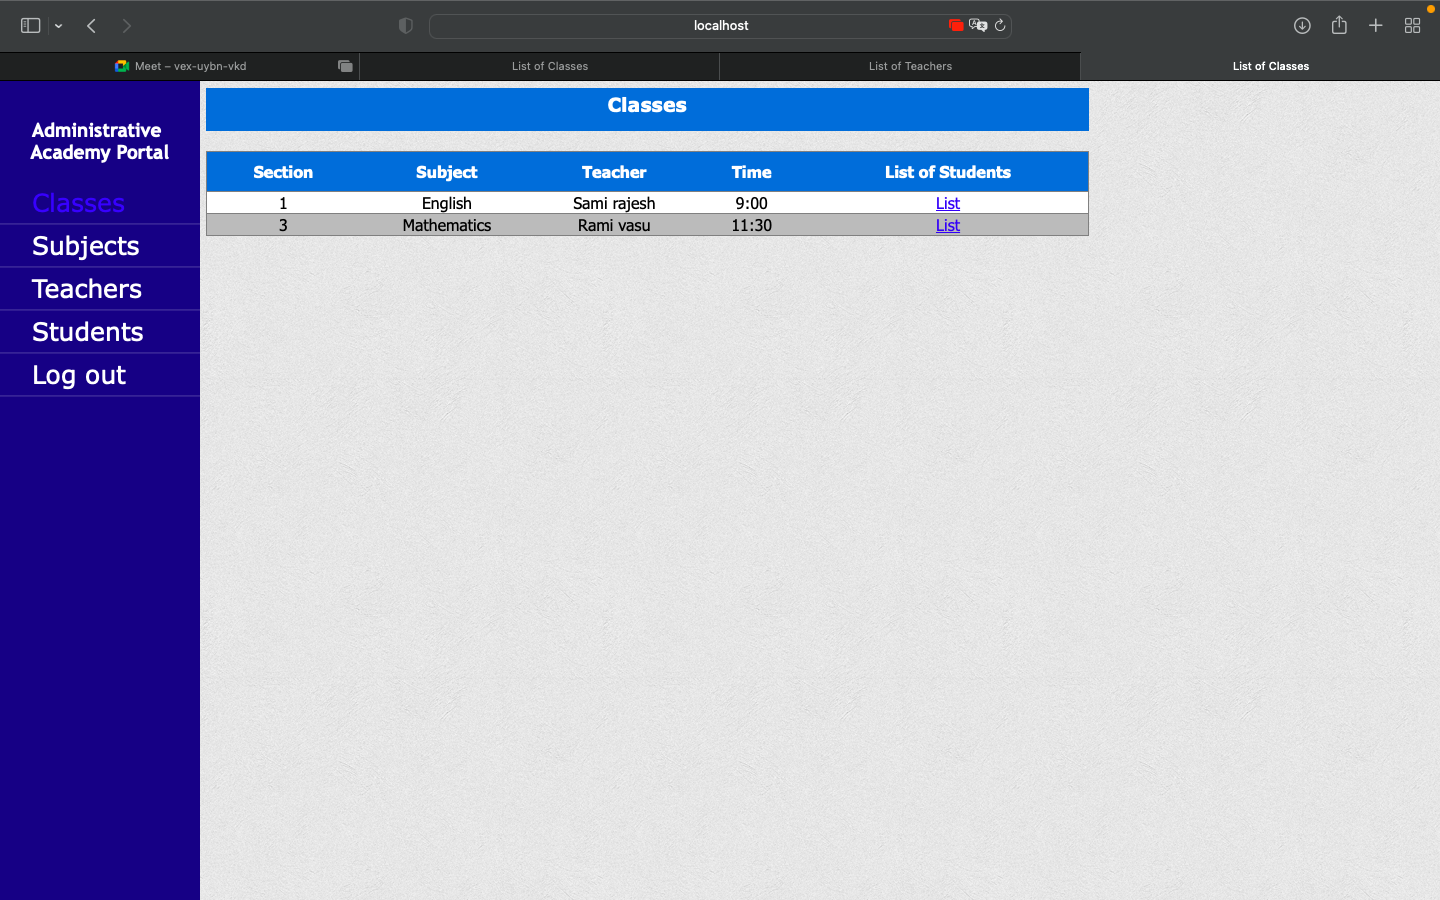 localhost
Meet – vex-uybn-vkd
List of Classes
List of Teachers
List of Classes
Administrative
Academy Portal
Classes
Subjects
Teachers
Students
Log out
Classes
Section Subject Teacher Time List of Students
1 English Sami rajesh 9:00 List
3 Mathematics Rami vasu 11:30 List